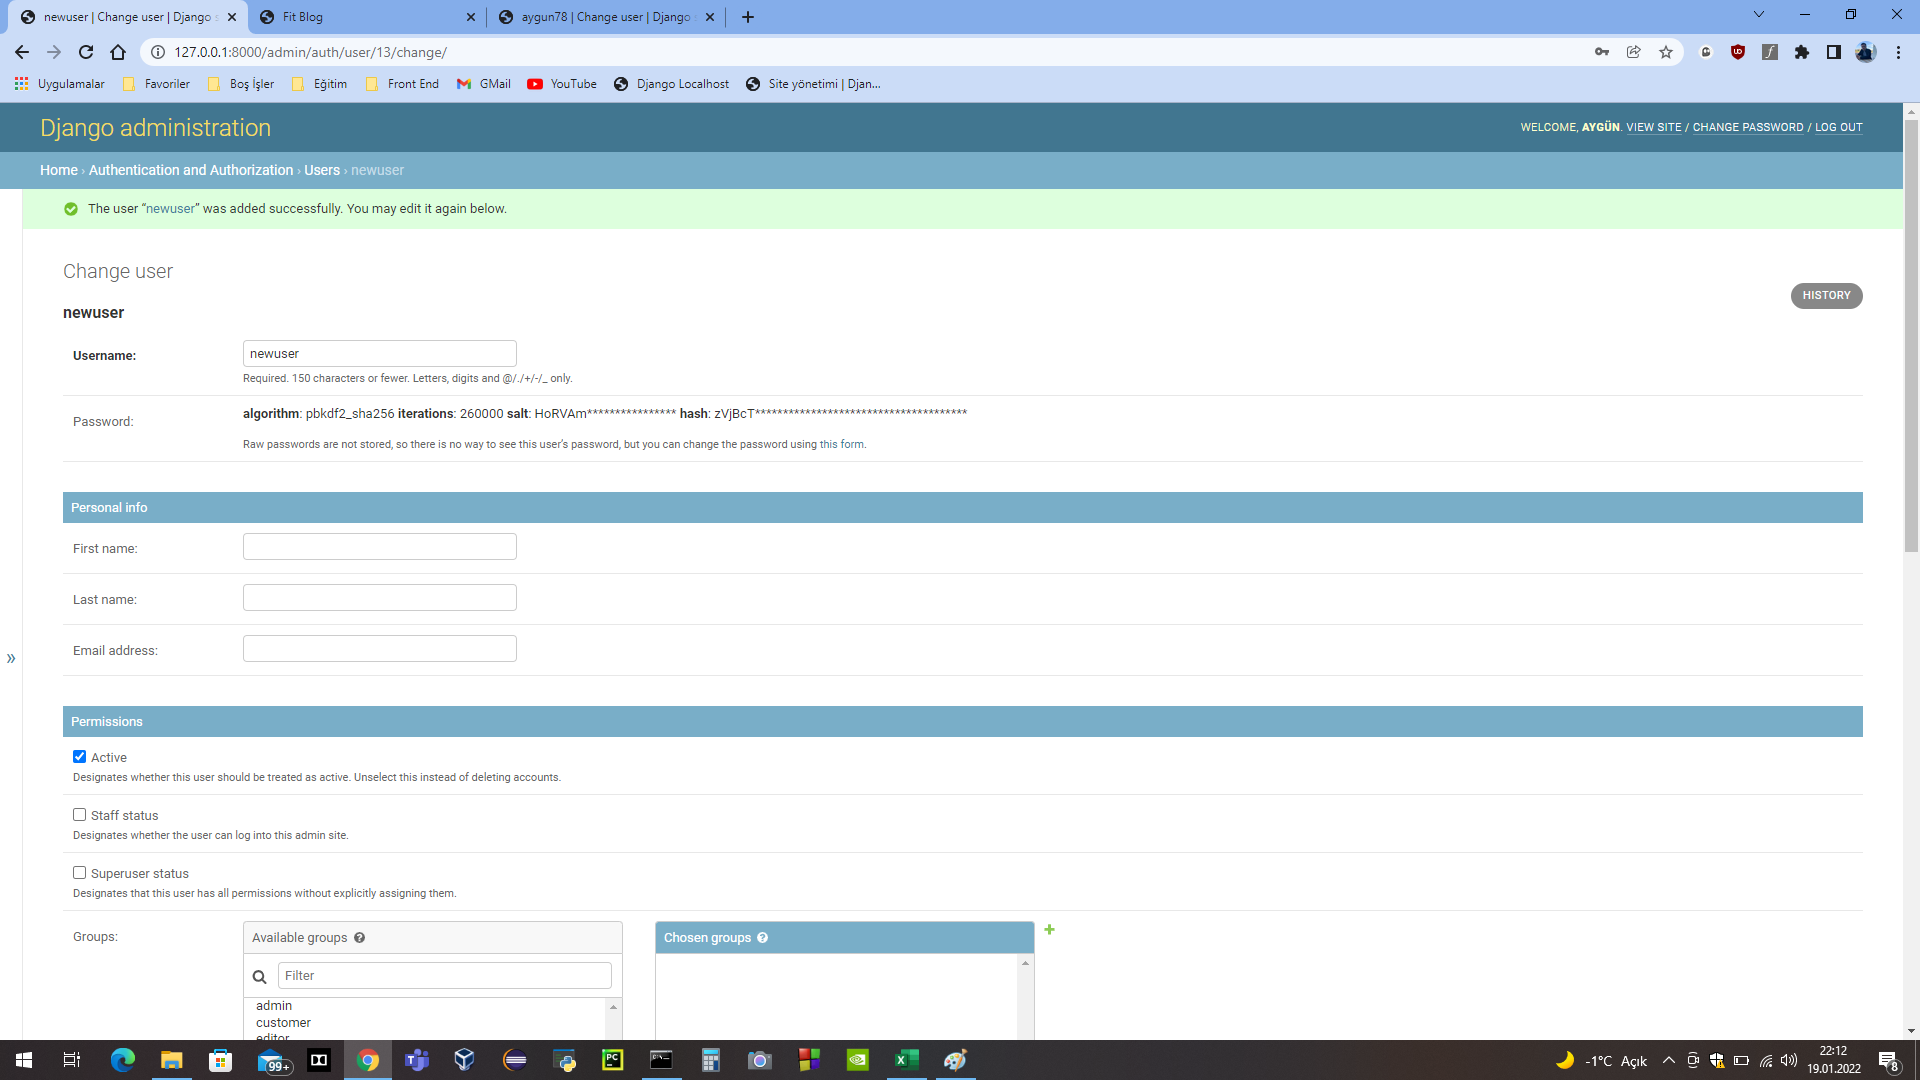 newuser | Change user | Django
Fit Blog
aygun78 | Change user | Django
127.0.0.1:8000/admin/auth/user/13/change/
Uygulamalar
Favoriler
Boş İşler
Eğitim
Front End
GMail
YouTube
Django Localhost
Site yönetimi | Djan...
Django administration
WELCOME, AYGÜN. VIEW SITE / CHANGE PASSWORD / LOG OUT
Home › Authentication and Authorization › Users › newuser
The user “newuser” was added successfully. You may edit it again below.
Change user
HISTORY
newuser
Username:
newuser
Required. 150 characters or fewer. Letters, digits and @/./+/-/_ only.
Password:
algorithm: pbkdf2_sha256 iterations: 260000 salt: HoRVAm**************** hash: zVjBcT**************************************
Raw passwords are not stored, so there is no way to see this user’s password, but you can change the password using this form.
Personal info
First name:
Last name:
Email address:
»
Permissions
Active
Designates whether this user should be treated as active. Unselect this instead of deleting accounts.
Staff status
Designates whether the user can log into this admin site.
Superuser status
Designates that this user has all permissions without explicitly assigning them.
Groups:
Available groups
Chosen groups
Filter
admin
customer
editor
99+
-1°C Açık
22:12
19.01.2022
8